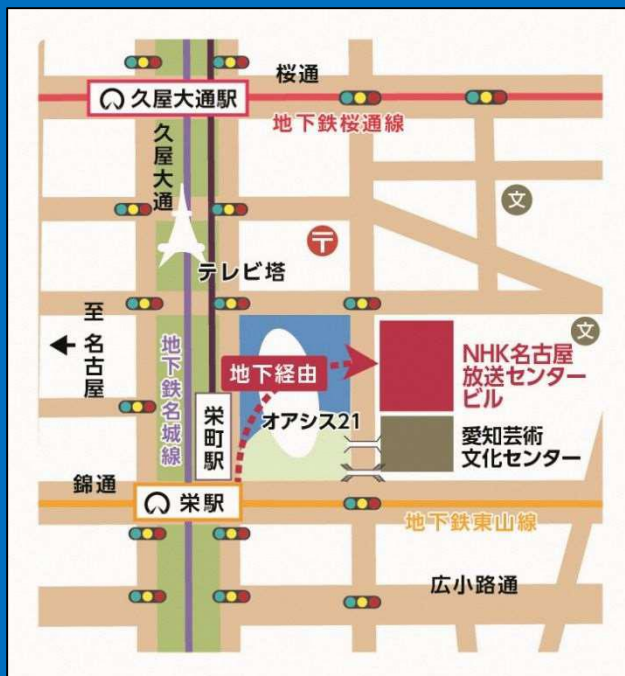 桜通
久屋大通駅
地下鉄桜通線
久屋大通
文
〒
テレビ塔
至 名古屋
文
地下鉄名城線
地下経由
NHK名古屋
放送センター
ビル
栄町駅
オアシス21
愛知芸術
文化センター
錦通
栄駅
地下鉄東山線
広小路通